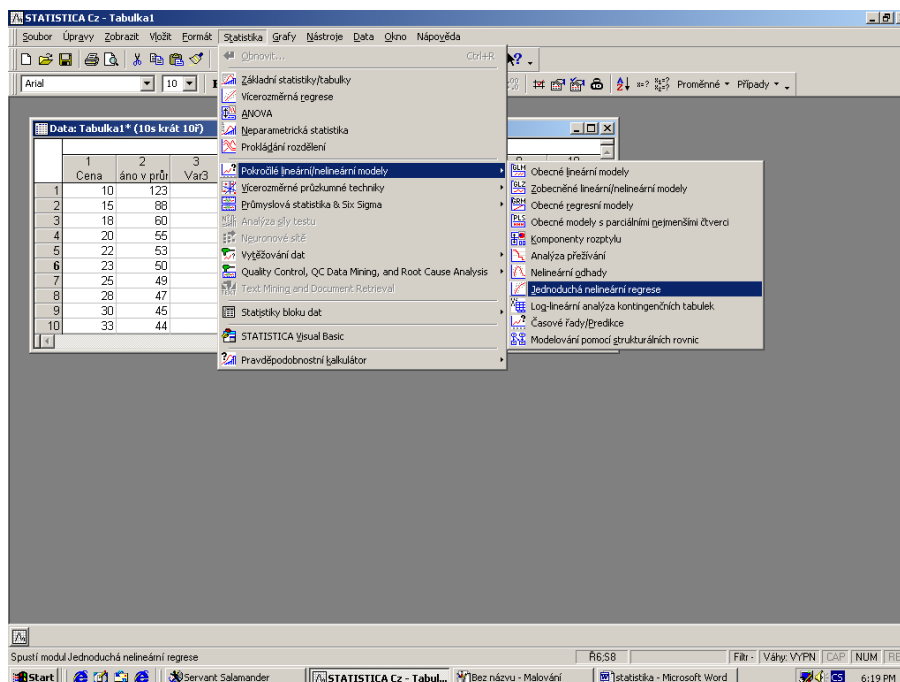 STATISTICA Cz - Tabulka1
Soubor Úpravy Zobrazit Vložit Formát Statistika Grafy Nástroje Data Okno Nápověda
Arial 10 Proměnné Případy
Data: Tabulka1* (10s krát 10ř)
1 2 3
Cena áno v průr Var3
1 10 123
2 15 88
3 18 60
4 20 55
5 22 53
6 23 50
7 25 49
8 28 47
9 30 45
10 33 44
Obnovit... Ctrl+R
Základní statistiky/tabulky
Vícerozměrná regrese
ANOVA
Neparametrická statistika
Prokládání rozdělení
Pokročilé lineární/nelineární modely
Vícerozměrné průzkumné techniky
Průmyslová statistika & Six Sigma
Analýza síly testu
Neuronové sítě
Vytěžování dat
Quality Control, QC Data Mining, and Root Cause Analysis
Text Mining and Document Retrieval
Statistiky bloku dat
STATISTICA Visual Basic
Pravděpodobnostní kalkulátor
Obecné lineární modely
Zobecněné lineární/nelineární modely
Obecné regresní modely
Obecné modely s parciálními nejmenšími čtverci
Komponenty rozptylu
Analýza přežívání
Nelineární odhady
Jednoduchá nelineární regrese
Log-lineární analýza kontingenčních tabulek
Časové řady/Predikce
Modelování pomocí strukturálních rovnic
Spustí modul Jednoduchá nelineární regrese Ř6;S8 Filtr - Váhy: VYPN CAP NUM RE
Start Servant Salamander STATISTICA Cz - Tabul... Bez názvu - Malování statistika - Microsoft Word CS 6:19 PM